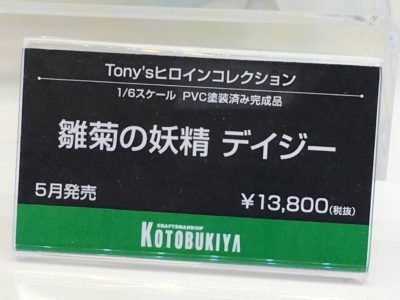 Tony'sヒロインコレクション
1/6スケール PVC塗装済み完成品
雛菊の妖精 デイジー
5月発売 ¥13,800(税抜)
CRAFTSMANSHIP
KOTOBUKIYA